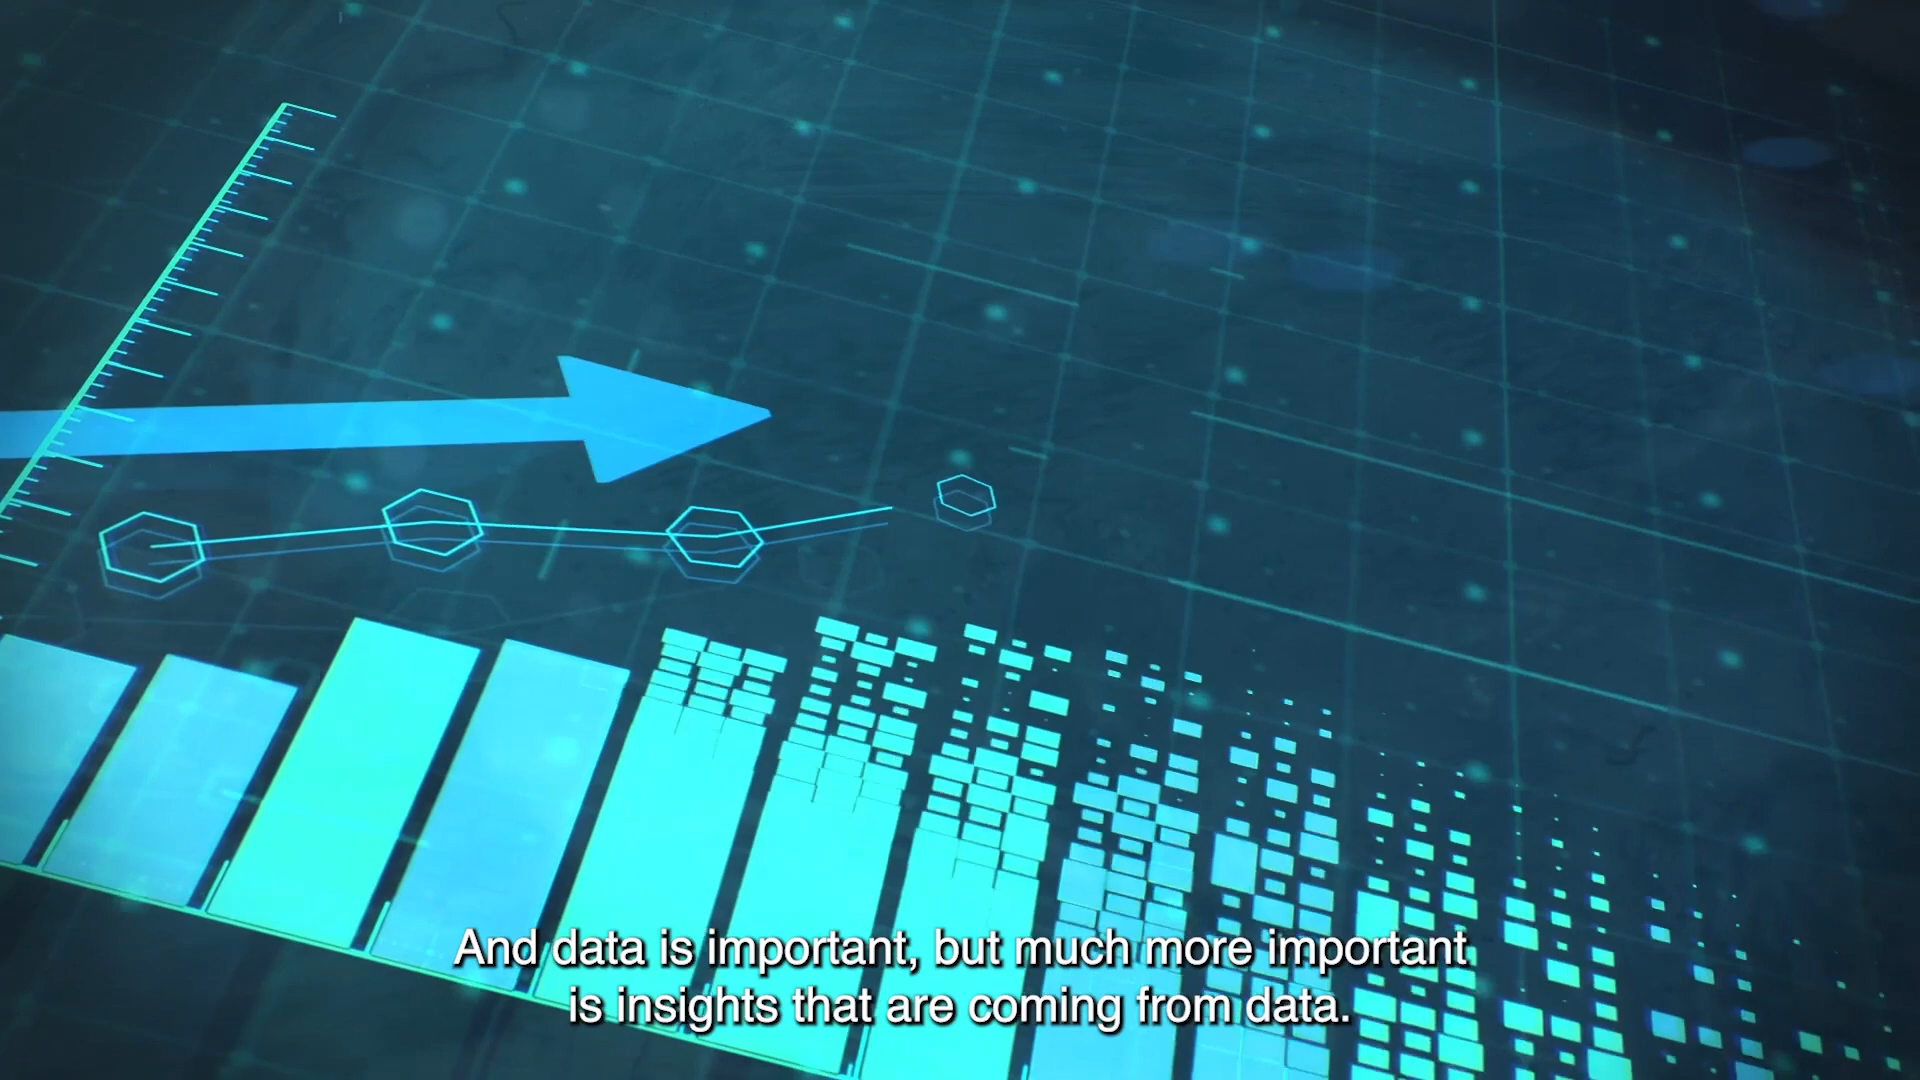 And data is important, but much more important
is insights that are coming from data.